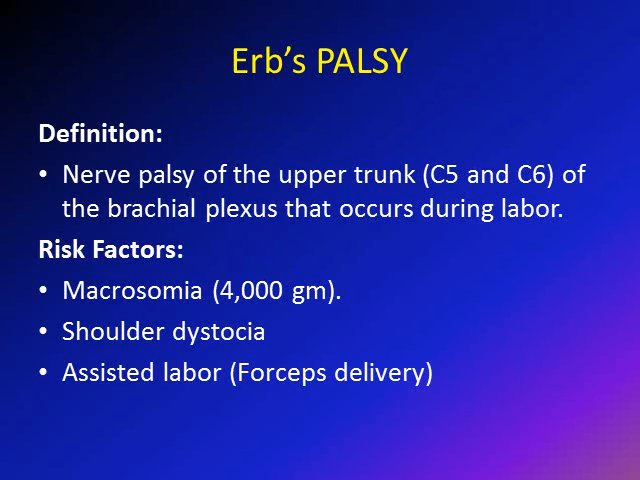 Erb’s PALSY
Definition:
• Nerve palsy of the upper trunk (C5 and C6) of
the brachial plexus that occurs during labor.
Risk Factors:
• Macrosomia (4,000 gm).
• Shoulder dystocia
• Assisted labor (Forceps delivery)